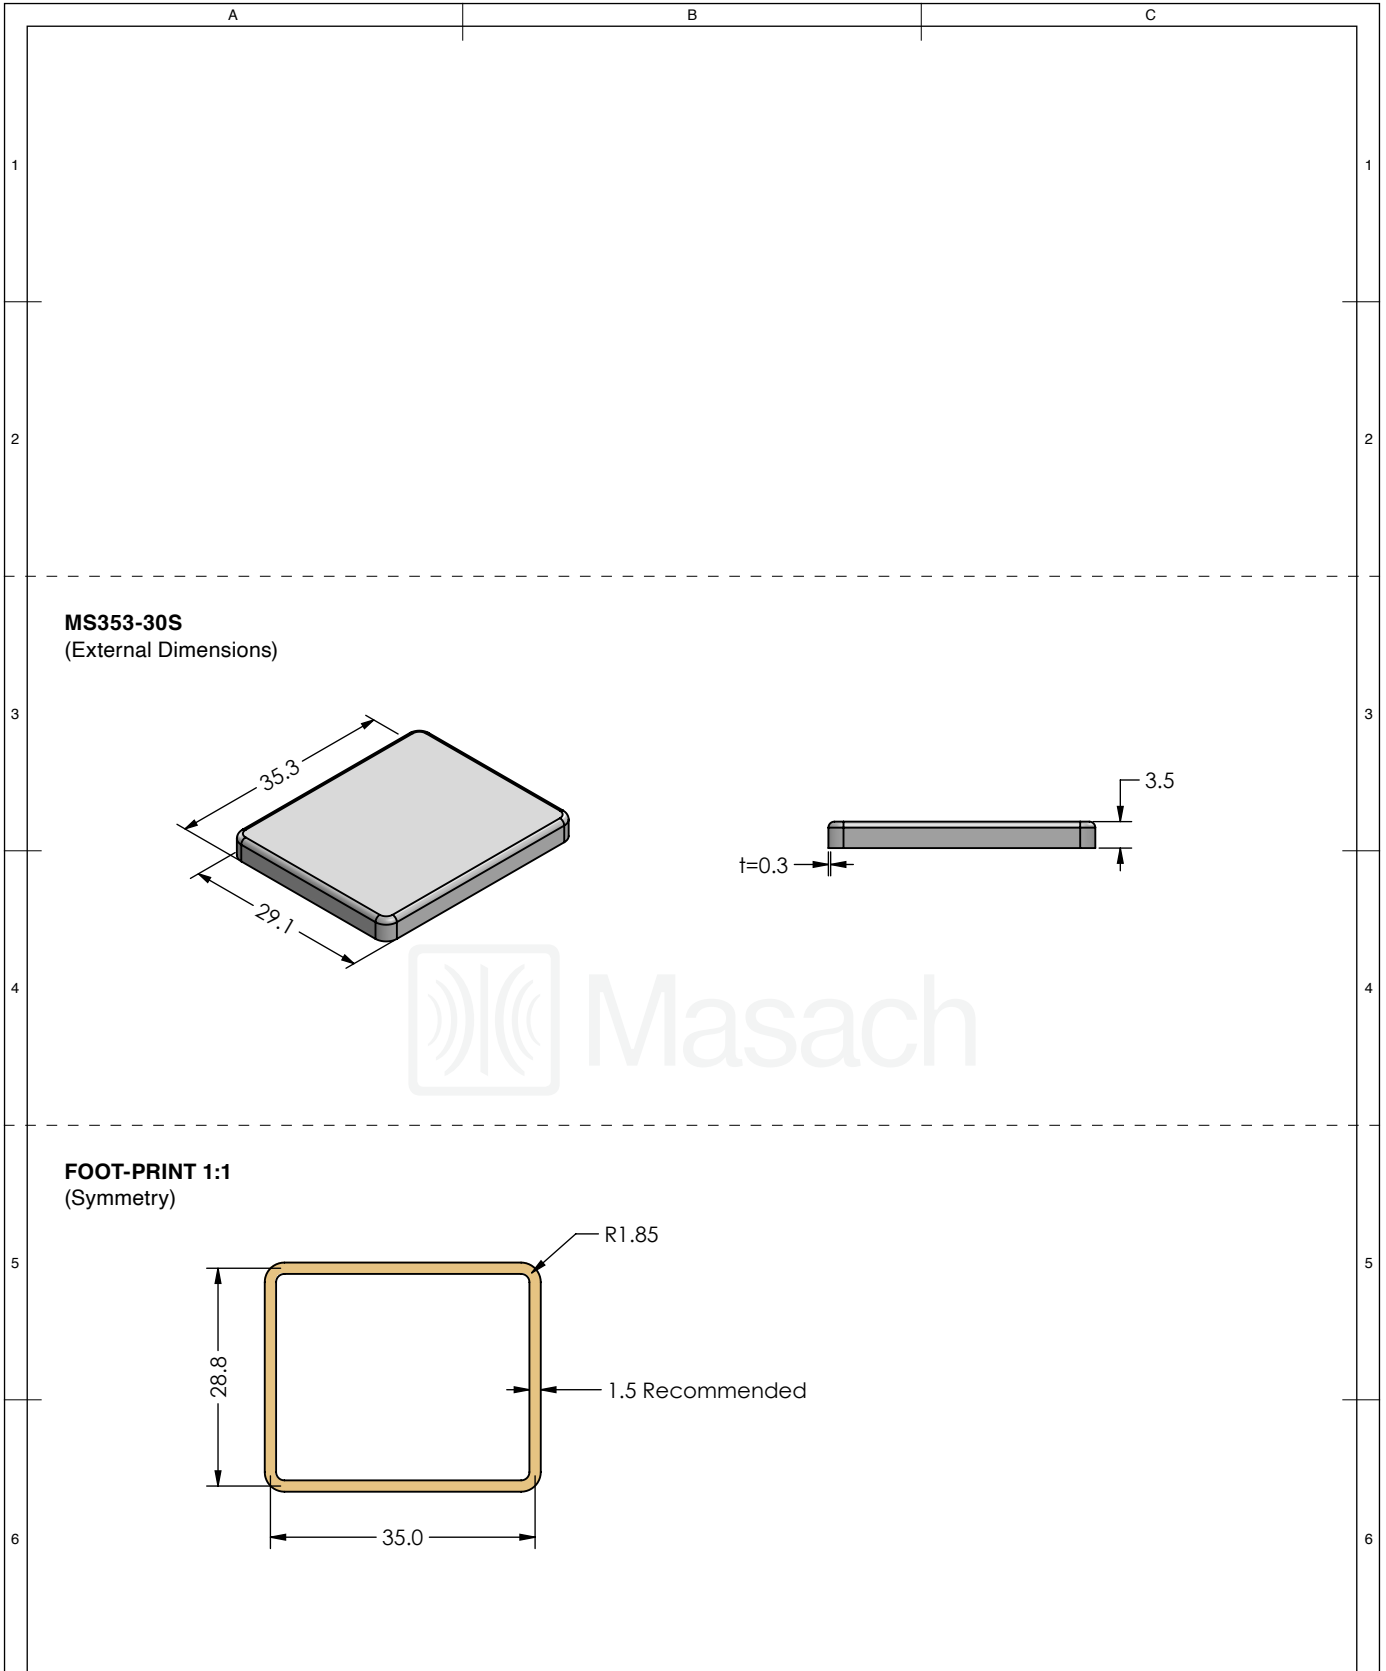 A B C
1 1
2 2
MS353-30S
(External Dimensions)
3 3
35.3
3.5
t=0.3
29.1
4 4
Masach
FOOT-PRINT 1:1
(Symmetry)
R1.85
5 5
28.8
1.5 Recommended
35.0
6 6